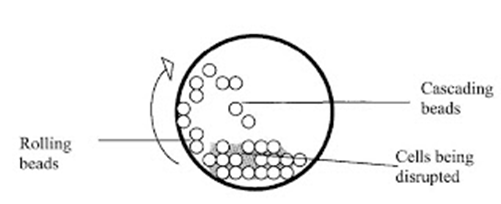 Cascading
beads
Rolling
beads
Cells being
disrupted